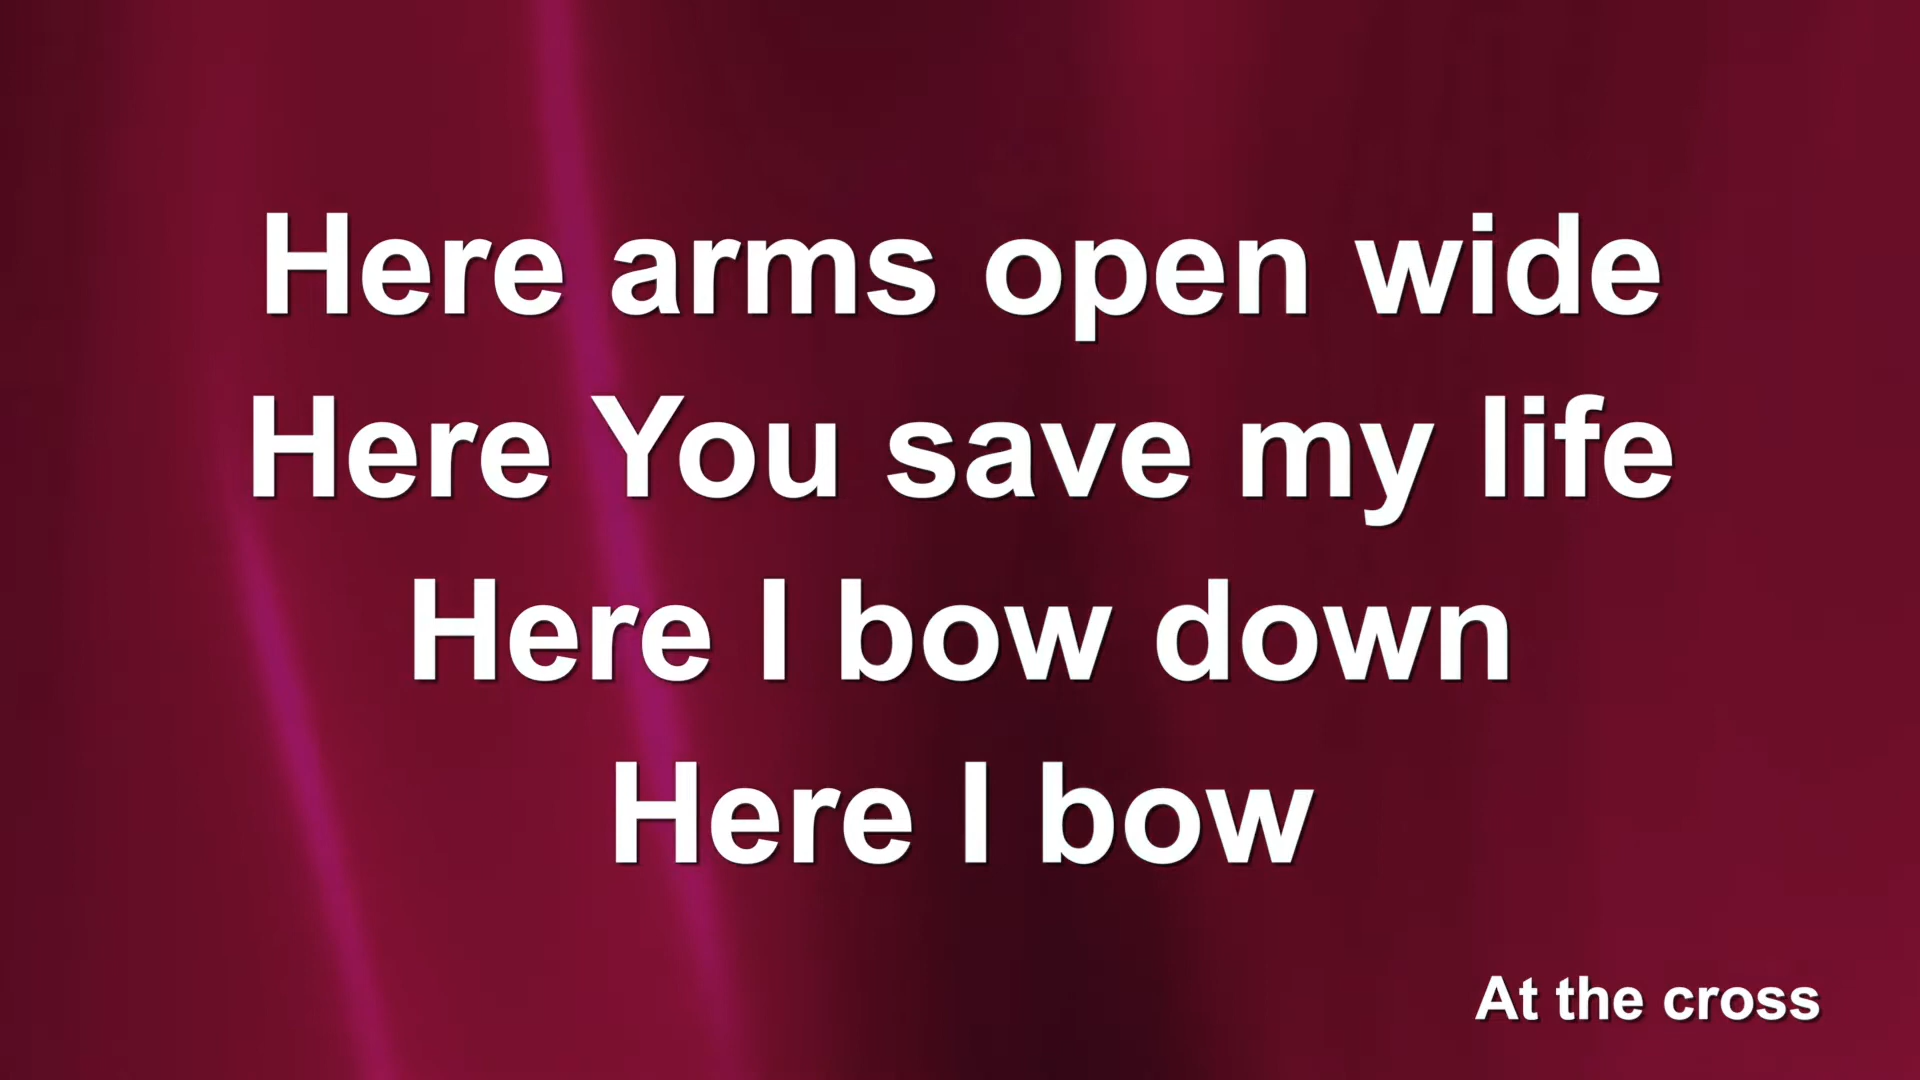 Here arms open wide
Here You save my life
Here I bow down
Here I bow
At the cross